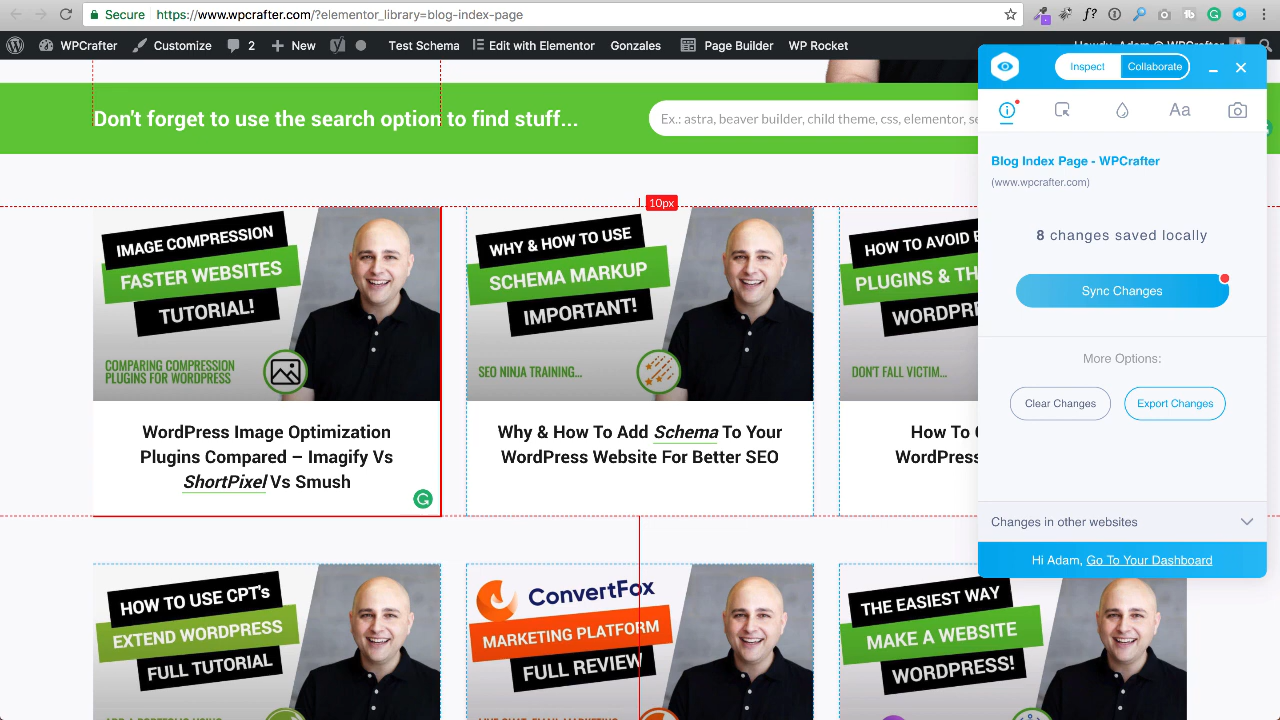 Secure
https://www.wpcrafter.com/?elementor_library=blog-index-page
WPCrafter
Customize
2
New
Test Schema
Edit with Elementor
Gonzales
Page Builder
WP Rocket
Howdy, Adam @ WPCrafter
Inspect
Collaborate
Don't forget to use the search option to find stuff...
Ex.: astra, beaver builder, child theme, css, elementor, se
Aa
Blog Index Page - WPCrafter
(www.wpcrafter.com)
8 changes saved locally
Sync Changes
More Options:
Clear Changes
Export Changes
Changes in other websites
Hi Adam, Go To Your Dashboard
10px
IMAGE COMPRESSION
FASTER WEBSITES
TUTORIAL!
COMPARING COMPRESSION
PLUGINS FOR WORDPRESS
WHY & HOW TO USE
SCHEMA MARKUP
IMPORTANT!
SEO NINJA TRAINING...
HOW TO AVOID
PLUGINS & TH
WORDPR
DON'T FALL VICTIM...
WordPress Image Optimization
Plugins Compared – Imagify Vs
ShortPixel Vs Smush
Why & How To Add Schema To Your
WordPress Website For Better SEO
How To
WordPress
HOW TO USE CPT's
EXTEND WORDPRESS
FULL TUTORIAL
ConvertFox
MARKETING PLATFORM
FULL REVIEW
THE EASIEST WAY
MAKE A WEBSITE
WORDPRESS!